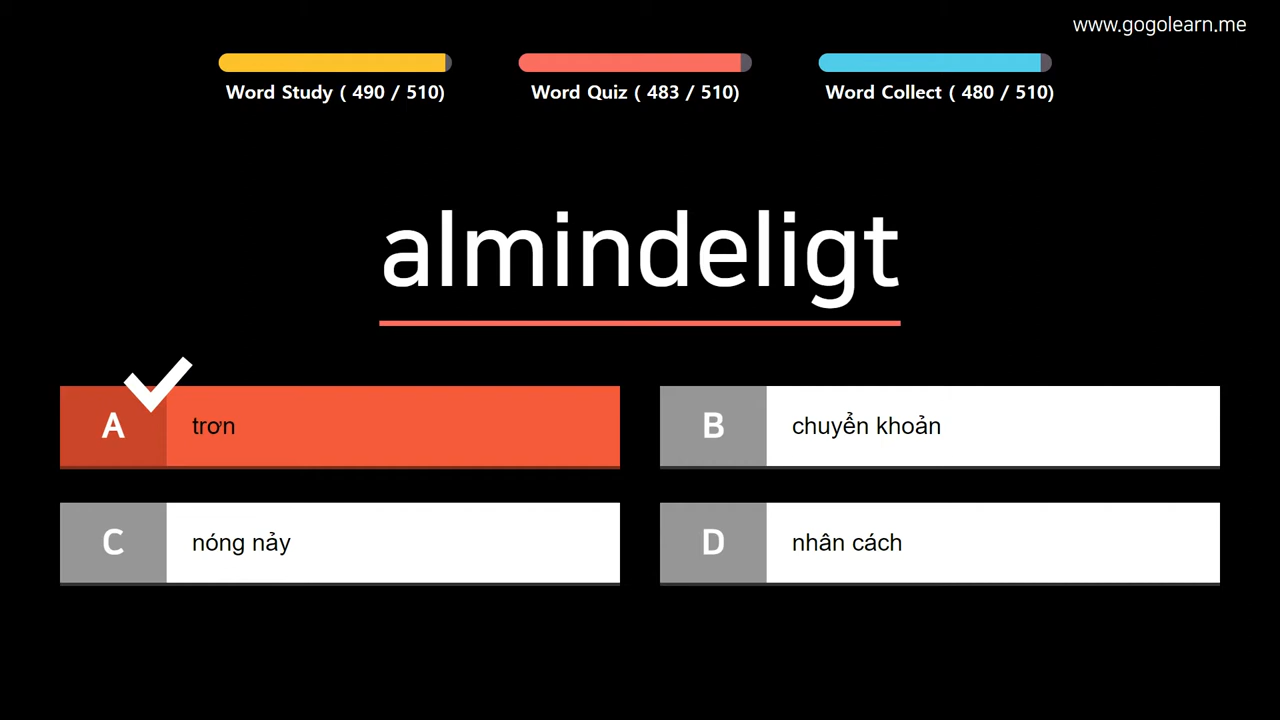 www.gogolearn.me
Word Study ( 490 / 510)
Word Quiz ( 483 / 510)
Word Collect ( 480 / 510)
almindeligt
A trơn
B chuyển khoản
C nóng nảy
D nhân cách